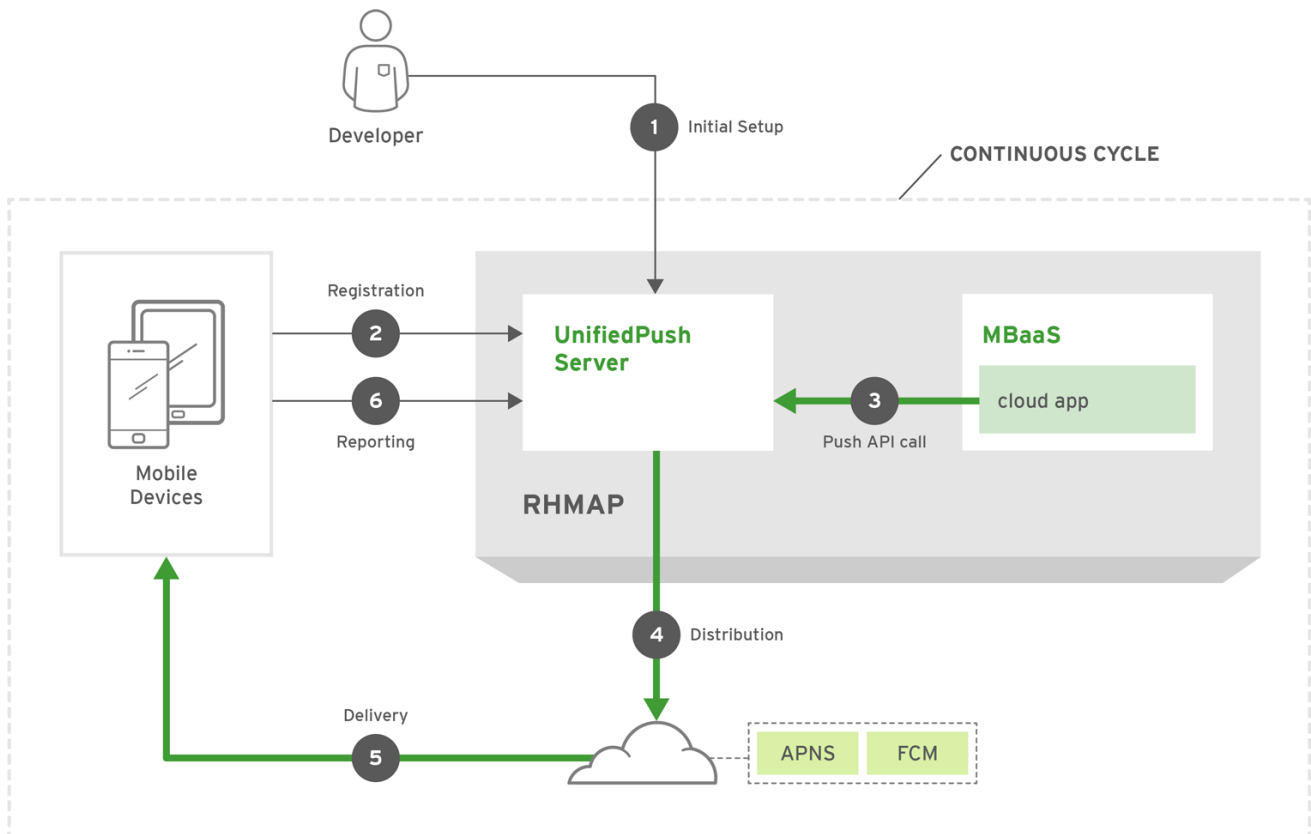 Developer
1
Initial Setup
CONTINUOUS CYCLE
Registration
2
6
Reporting
Mobile
Devices
UnifiedPush
Server
MBaaS
cloud app
3
Push API call
RHMAP
4
Distribution
Delivery
5
APNS
FCM